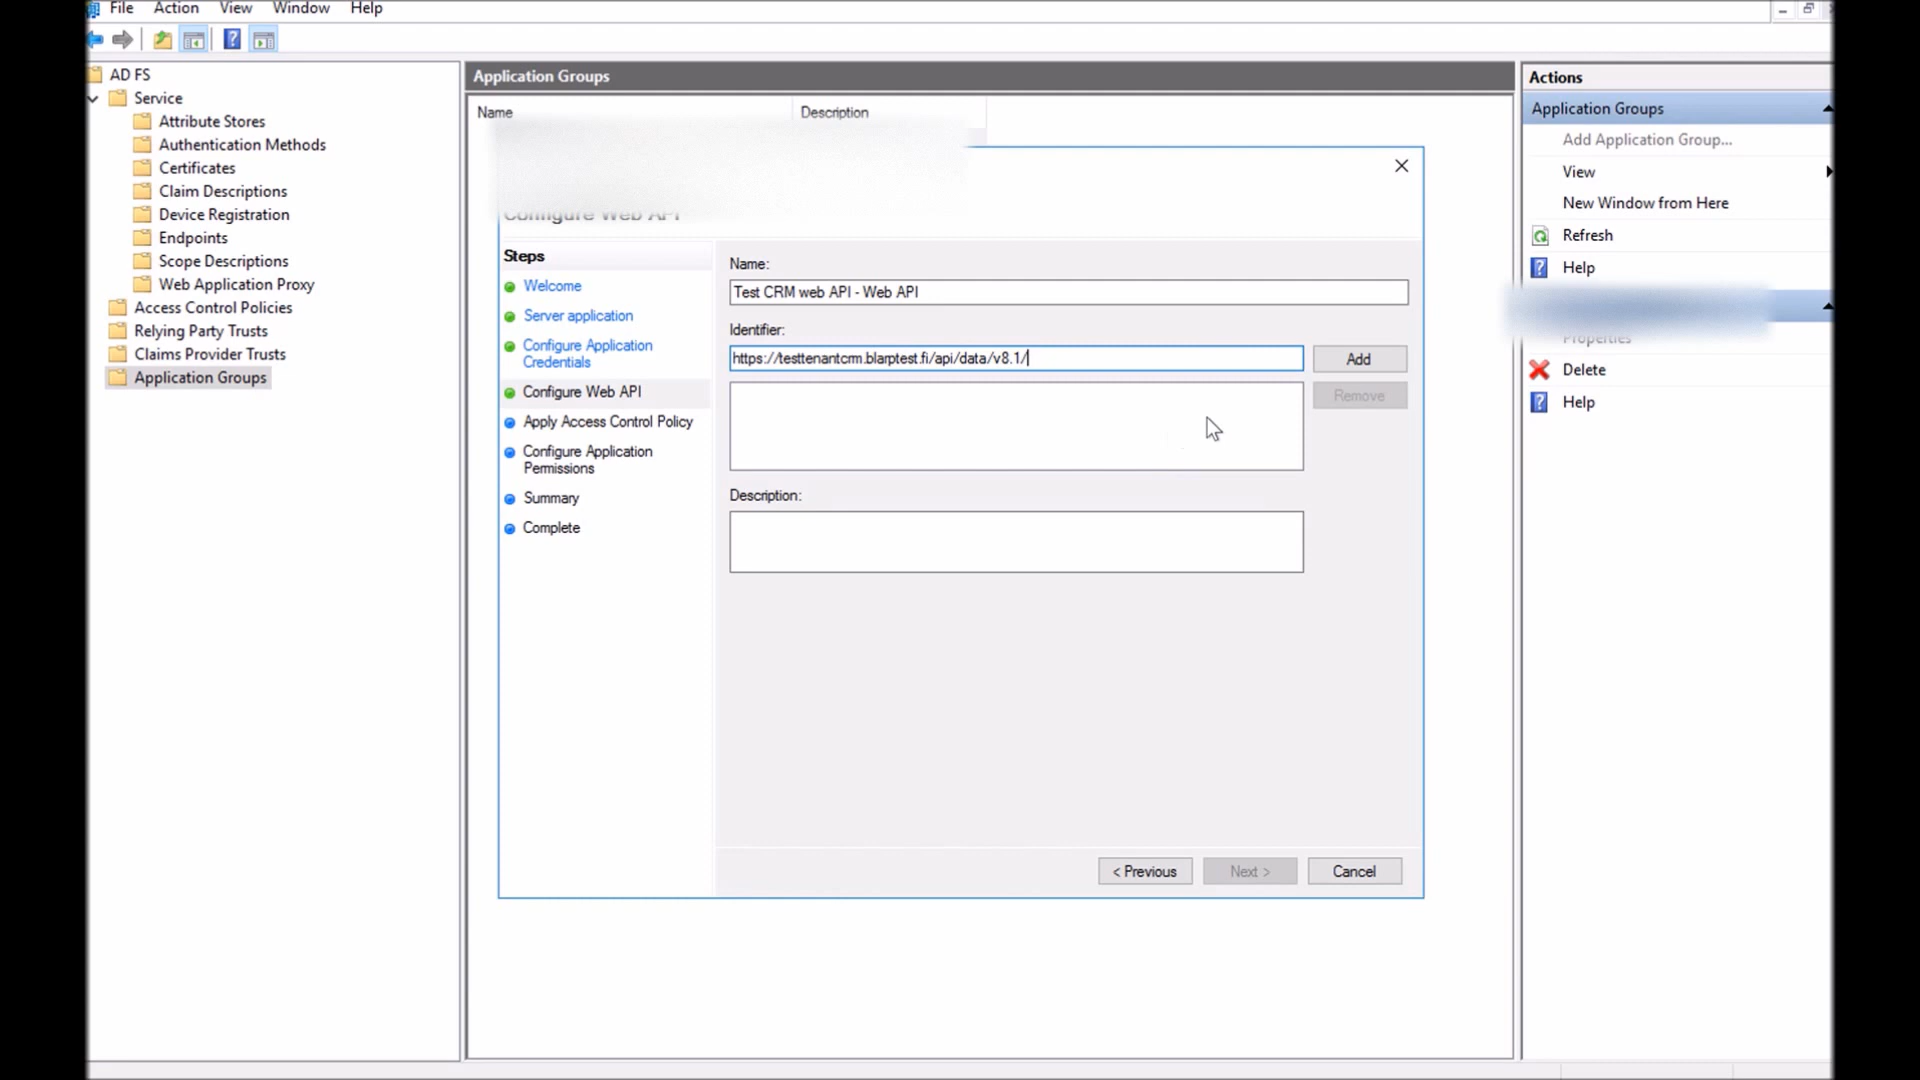 File Action View Window Help
AD FS
Service
Attribute Stores
Authentication Methods
Certificates
Claim Descriptions
Device Registration
Endpoints
Scope Descriptions
Web Application Proxy
Access Control Policies
Relying Party Trusts
Claims Provider Trusts
Application Groups
Application Groups
Name Description
Configure Web API
Steps
Welcome
Server application
Configure Application
Credentials
Configure Web API
Apply Access Control Policy
Configure Application
Permissions
Summary
Complete
Name:
Test CRM web API - Web API
Identifier:
https://testtenantcrm.blarptest.fi/api/data/v8.1/
Add
Remove
Description:
< Previous Next > Cancel
Actions
Application Groups
Add Application Group...
View
New Window from Here
Refresh
Help
Properties
Delete
Help